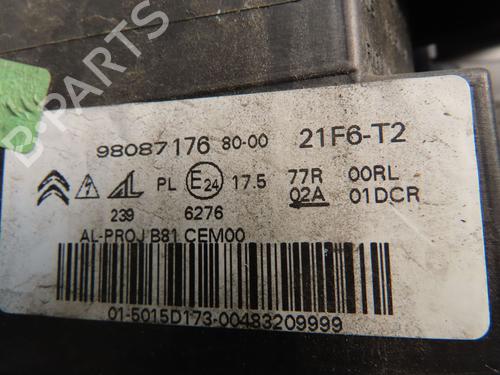 98087176 80-00 21F6-T2
AL PL E24 17.5 77R 00RL
239 6276 02A 01DCR
AL-PROJ B81 CEM00
01-5015D173-00483209999
B-PARTS